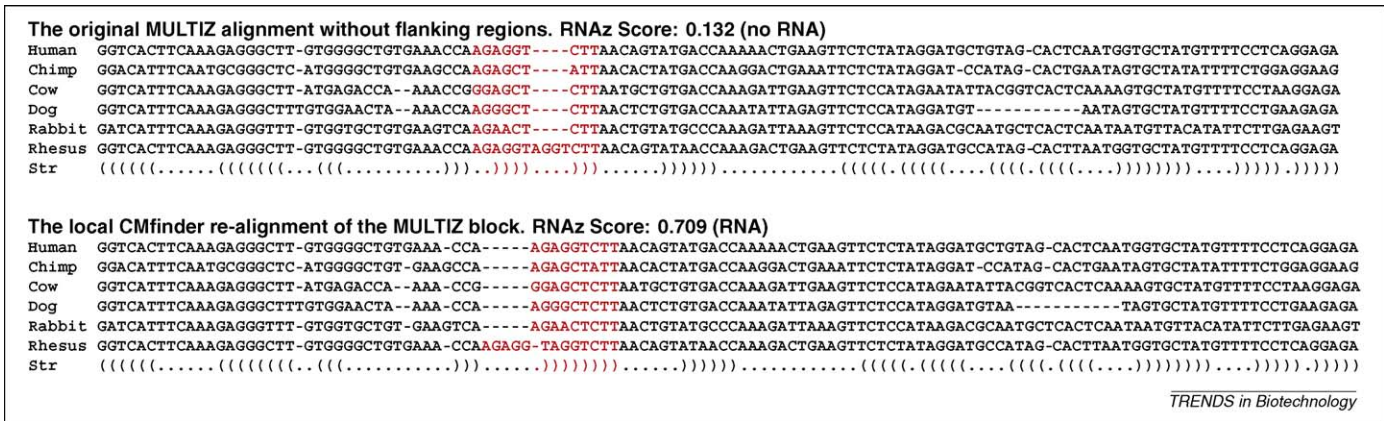 The original MULTIZ alignment without flanking regions. RNAz Score: 0.132 (no RNA)
Human GGTCACTTCAAAGAGGGCTT-GTGGGGCTGTGAAACCAAGAGGT----CTTAACAGTATGACCAAAAACTGAAGTTCTCTATAGGATGCTGTAG-CACTCAATGGTGCTATGTTTTCCTCAGGAGA
Chimp GGACATTTCAATGCGGGCTC-ATGGGGCTGTGAAGCCAAGAGCT----ATTAACACTATGACCAAGGACTGAAATTCTCTATAGGAT-CCATAG-CACTGAATAGTGCTATATTTTCTGGAGGAAG
Cow GGTCATTTCAAAGAGGGCTT-ATGAGACCA--AAACCGGGAGCT----CTTAATGCTGTGACCAAAGATTGAAGTTCTCCATAGAATATTACGGTCACTCAAAAGTGCTATGTTTTCCTAAGGAGA
Dog GGTCATTTCAAAGAGGGCTTTGTGGAACTA--AAACCAAGGGCT----CTTAACTCTGTGACCAAATATTAGAGTTCTCCATAGGATGT-----------AATAGTGCTATGTTTTCCTGAAGAGA
Rabbit GATCATTTCAAAGAGGGTTT-GTGGTGCTGTGAAGTCAAGAACT----CTTAACTGTATGCCCAAAGATTAAAGTTCTCCATAAGACGCAATGCTCACTCAATAATGTTACATATTCTTGAGAAGT
Rhesus GGTCACTTCAAAGAGGGCTT-GTGGGGCTGTGAAACCAAGAGGTAGGTCTTAACAGTATAACCAAAGACTGAAGTTCTCTATAGGATGCCATAG-CACTTAATGGTGCTATGTTTTCCTCAGGAGA
Str ((((((......(((((((...(((..........))) ..))))....)))......))))))............(((((.(((((....((((.((((....)))))))))....))))).)))))
The local CMfinder re-alignment of the MULTIZ block. RNAz Score: 0.709 (RNA)
Human GGTCACTTCAAAGAGGGCTT-GTGGGGCTGTGAAA-CCA-----AGAGGTCTTAACAGTATGACCAAAAACTGAAGTTCTCTATAGGATGCTGTAG-CACTCAATGGTGCTATGTTTTCCTCAGGAGA
Chimp GGACATTTCAATGCGGGCTC-ATGGGGCTGT-GAAGCCA-----AGAGCTATTAACACTATGACCAAGGACTGAAATTCTCTATAGGAT-CCATAG-CACTGAATAGTGCTATATTTTCTGGAGGAAG
Cow GGTCATTTCAAAGAGGGCTT-ATGAGACCA--AAA-CCG-----GGAGCTCTTAATGCTGTGACCAAAGATTGAAGTTCTCCATAGAATATTACGGTCACTCAAAAGTGCTATGTTTTCCTAAGGAGA
Dog GGTCATTTCAAAGAGGGCTTTGTGGAACTA--AAA-CCA-----AGGGCTCTTAACTCTGTGACCAAATATTAGAGTTCTCCATAGGATGTAA-----------TAGTGCTATGTTTTCCTGAAGAGA
Rabbit GATCATTTCAAAGAGGGTTT-GTGGTGCTGT-GAAGTCA-----AGAACTCTTAACTGTATGCCCAAAGATTAAAGTTCTCCATAAGACGCAATGCTCACTCAATAATGTTACATATTCTTGAGAAGT
Rhesus GGTCACTTCAAAGAGGGCTT-GTGGGGCTGTGAAA-CCAAGAGG-TAGGTCTTAACAGTATAACCAAAGACTGAAGTTCTCTATAGGATGCCATAG-CACTTAATGGTGCTATGTTTTCCTCAGGAGA
Str ((((((......((((((((..(((...........)))......))))))))......))))))............(((((.(((((....((((.((((....)))))))))....))))).)))))
TRENDS in Biotechnology